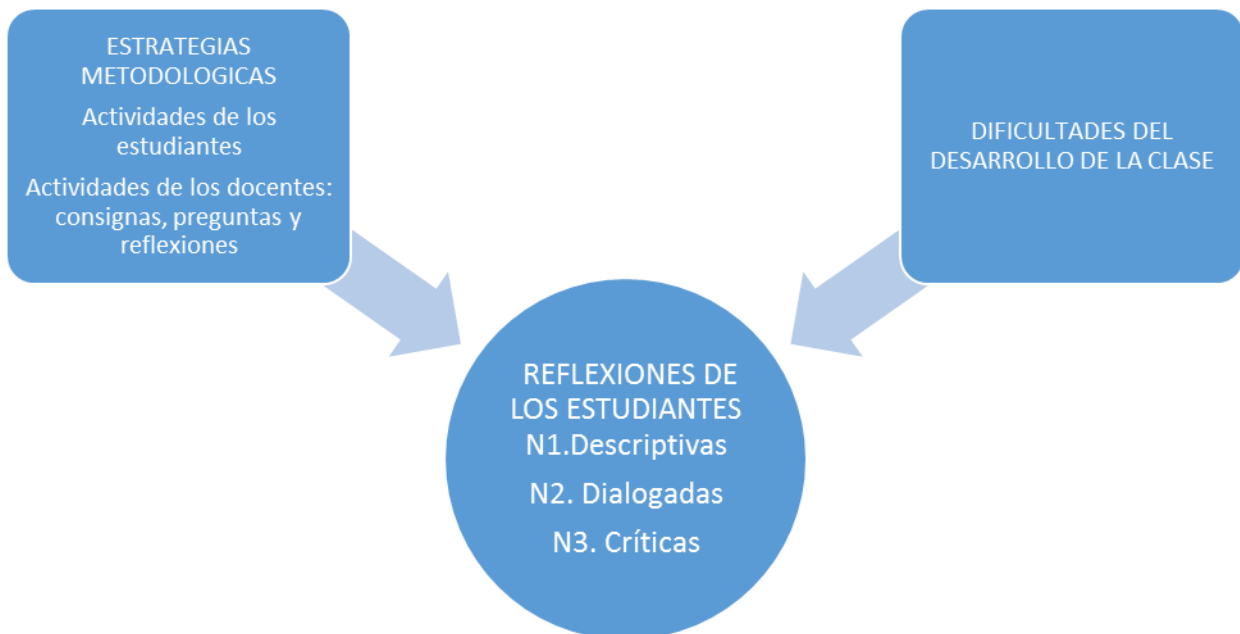 ESTRATEGIAS
METODOLOGICAS
Actividades de los
estudiantes
Actividades de los docentes:
consignas, preguntas y
reflexiones
DIFICULTADES DEL
DESARROLLO DE LA CLASE
REFLEXIONES DE
LOS ESTUDIANTES
N1.Descriptivas
N2. Dialogadas
N3. Críticas